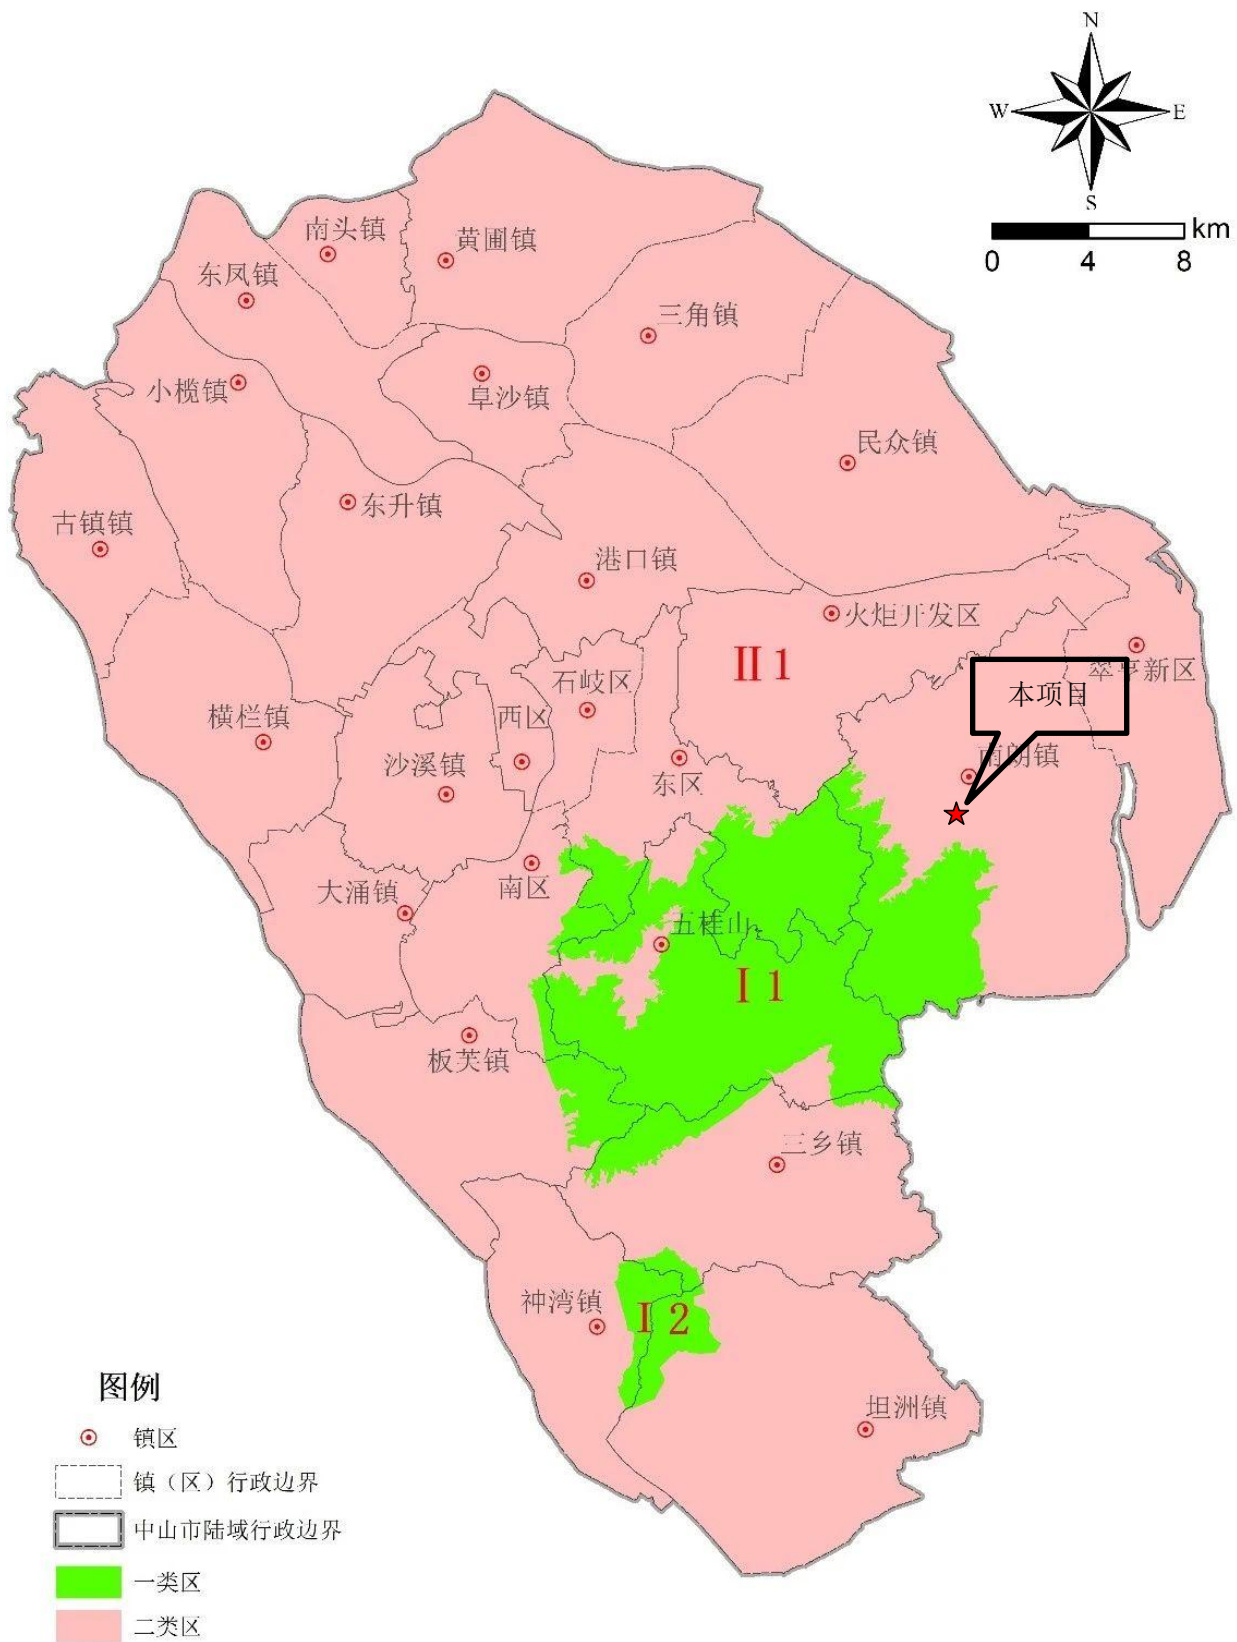 N
W
E
S
km
0
4
8
南头镇
黄圃镇
东凤镇
三角镇
小榄镇
阜沙镇
民众镇
东升镇
古镇镇
港口镇
火炬开发区
II 1
石岐区
翠亨新区
本项目
横栏镇
西区
沙溪镇
东区
南朗镇
大涌镇
南区
五桂山
I 1
板芙镇
三乡镇
神湾镇
I 2
坦洲镇
图例
镇区
镇（区）行政边界
中山市陆域行政边界
一类区
二类区